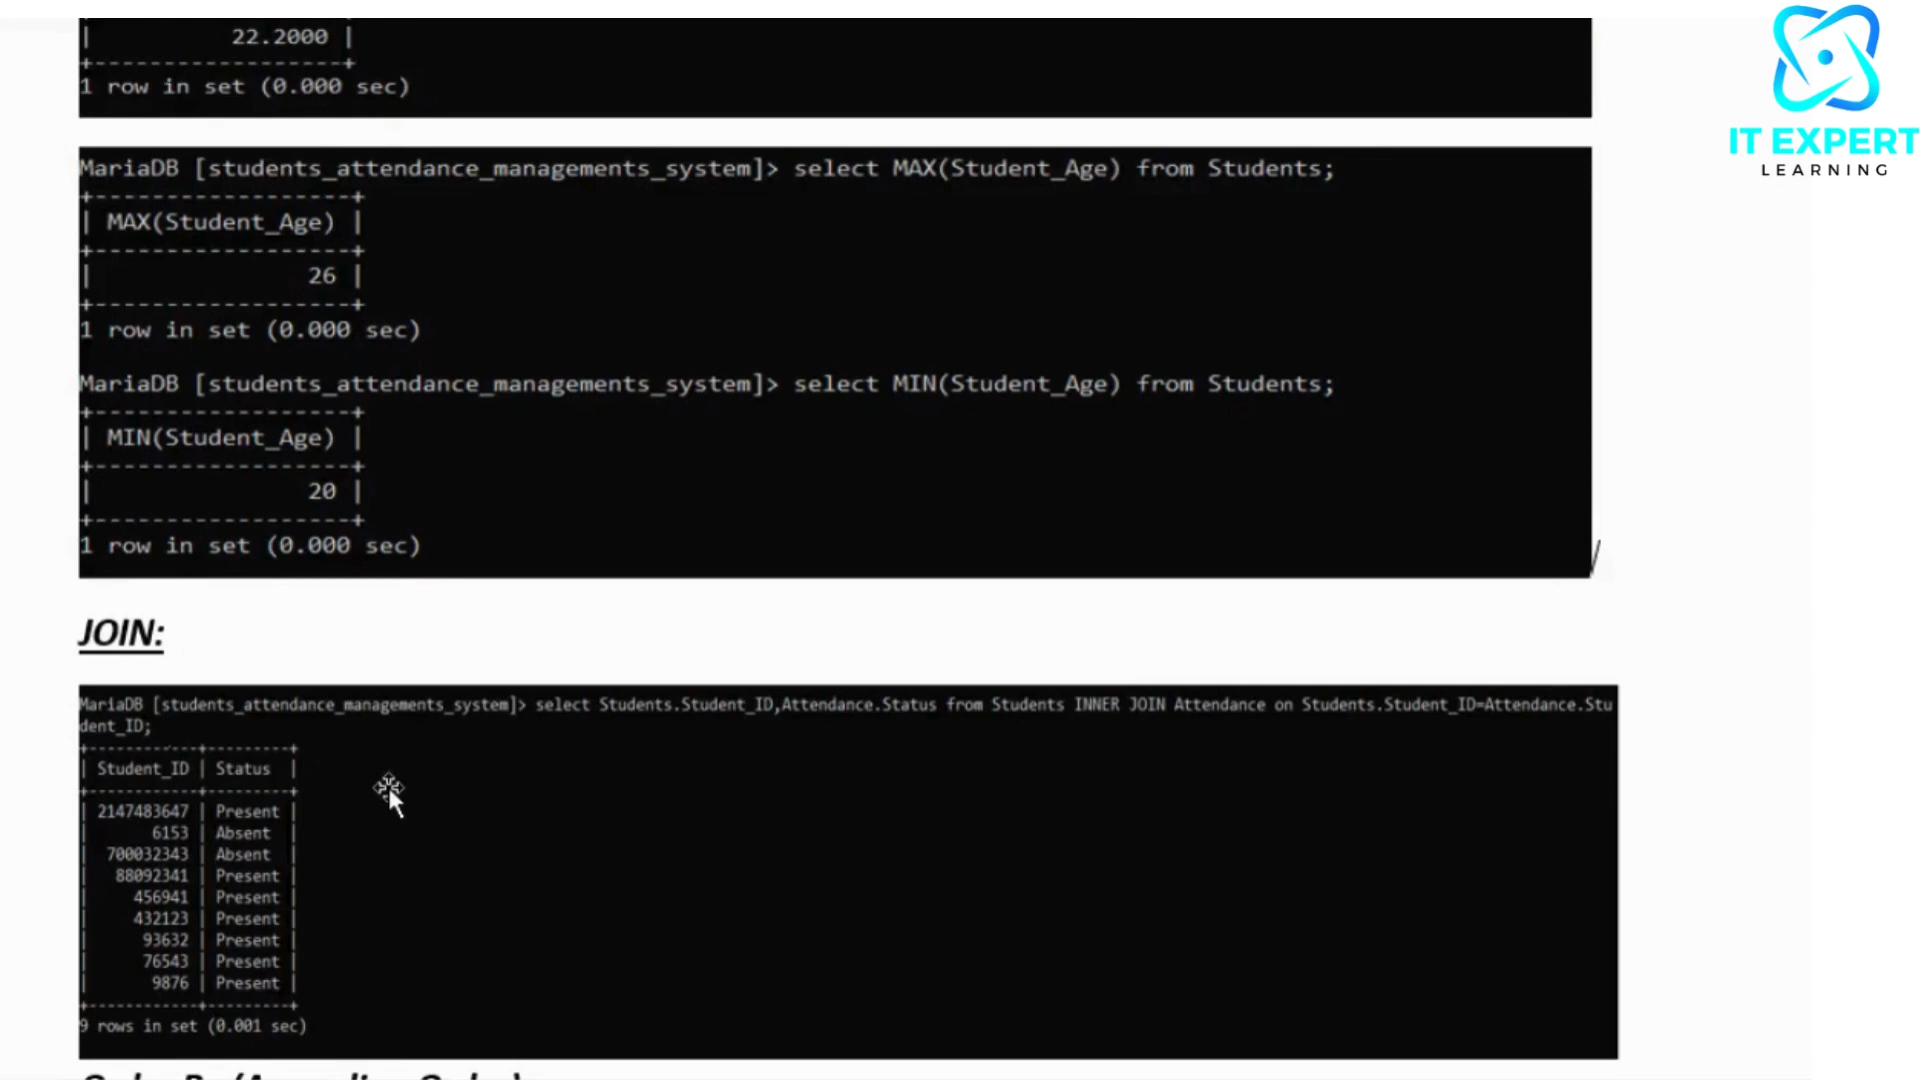 |               22.2000 |
+-------------------+
1 row in set (0.000 sec)
MariaDB [students_attendance_managements_system]> select MAX(Student_Age) from Students;
+------------------+
| MAX(Student_Age) |
+------------------+
|               26 |
+------------------+
1 row in set (0.000 sec)
MariaDB [students_attendance_managements_system]> select MIN(Student_Age) from Students;
+------------------+
| MIN(Student_Age) |
+------------------+
|               20 |
+------------------+
1 row in set (0.000 sec)
JOIN:
MariaDB [students_attendance_managements_system]> select Students.Student_ID,Attendance.Status from Students INNER JOIN Attendance on Students.Student_ID=Attendance.Stu
dent_ID;
+------------+---------+
| Student_ID | Status  |
+------------+---------+
| 2147483647 | Present |
|       6153 | Absent  |
|  700032343 | Absent  |
|   88092341 | Present |
|     456941 | Present |
|     432123 | Present |
|      93632 | Present |
|      76543 | Present |
|       9876 | Present |
+------------+---------+
9 rows in set (0.001 sec)
IT EXPERT
LEARNING